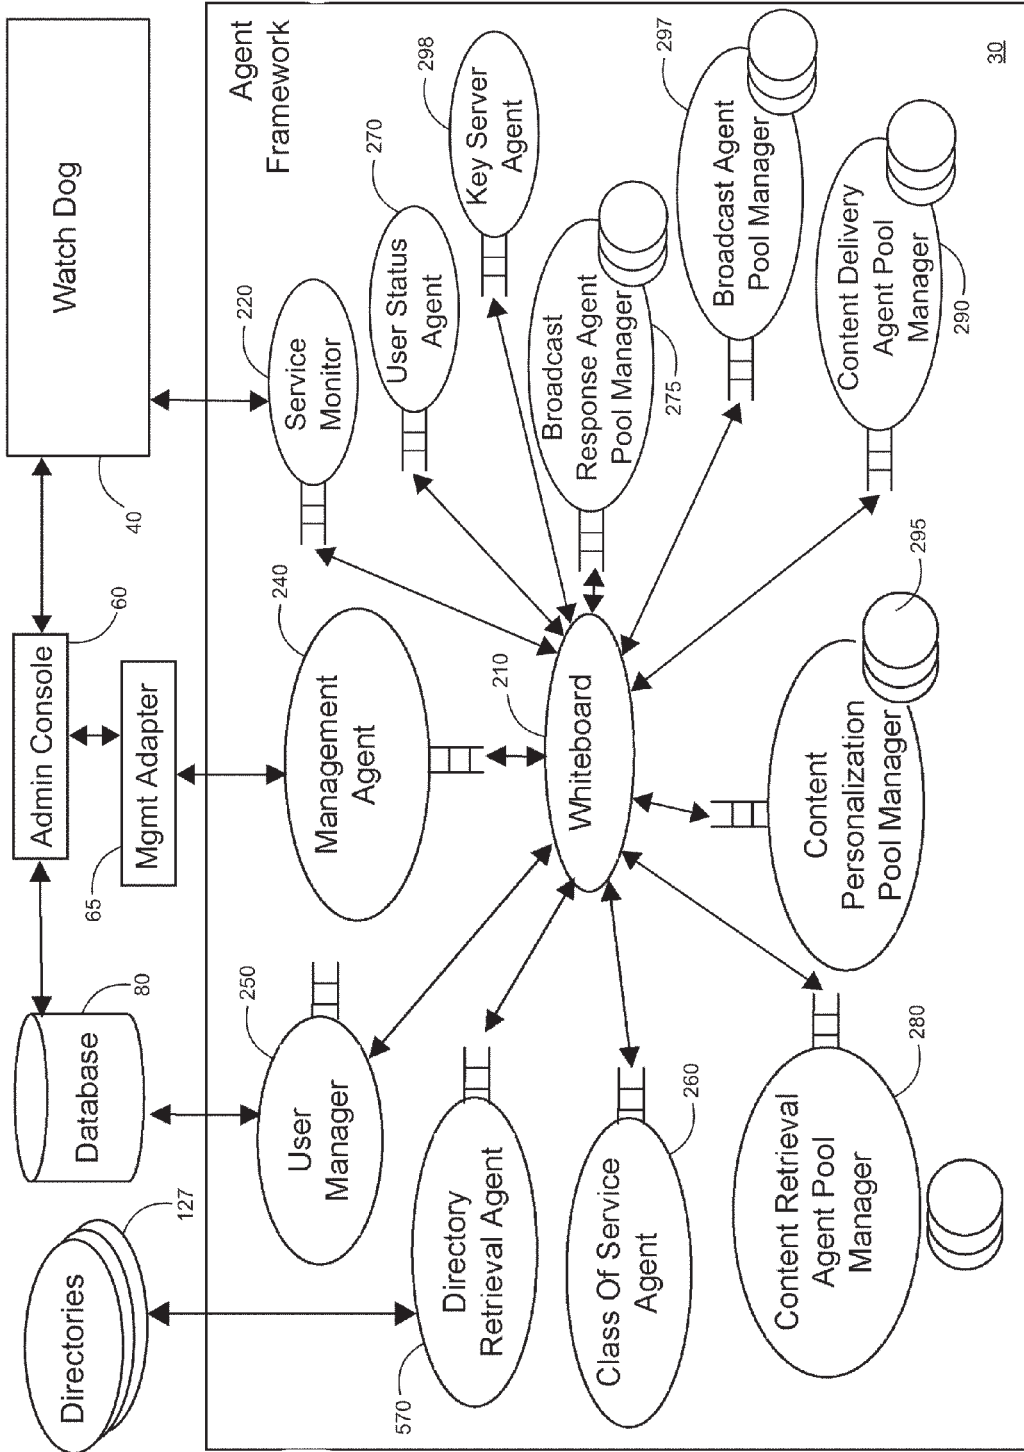 Directories
127
Database
80
Admin Console
60
Mgmt Adapter
65
Watch Dog
40
Agent
Framework
User
Manager
250
Management
Agent
240
Service
Monitor
220
User Status
Agent
270
Key Server
Agent
298
Directory
Retrieval Agent
570
Whiteboard
210
Broadcast
Response Agent
Pool Manager
275
Broadcast Agent
Pool Manager
297
Class Of Service
Agent
260
Content Retrieval
Agent Pool
Manager
280
Content
Personalization
Pool Manager
295
Content Delivery
Agent Pool
Manager
290
30